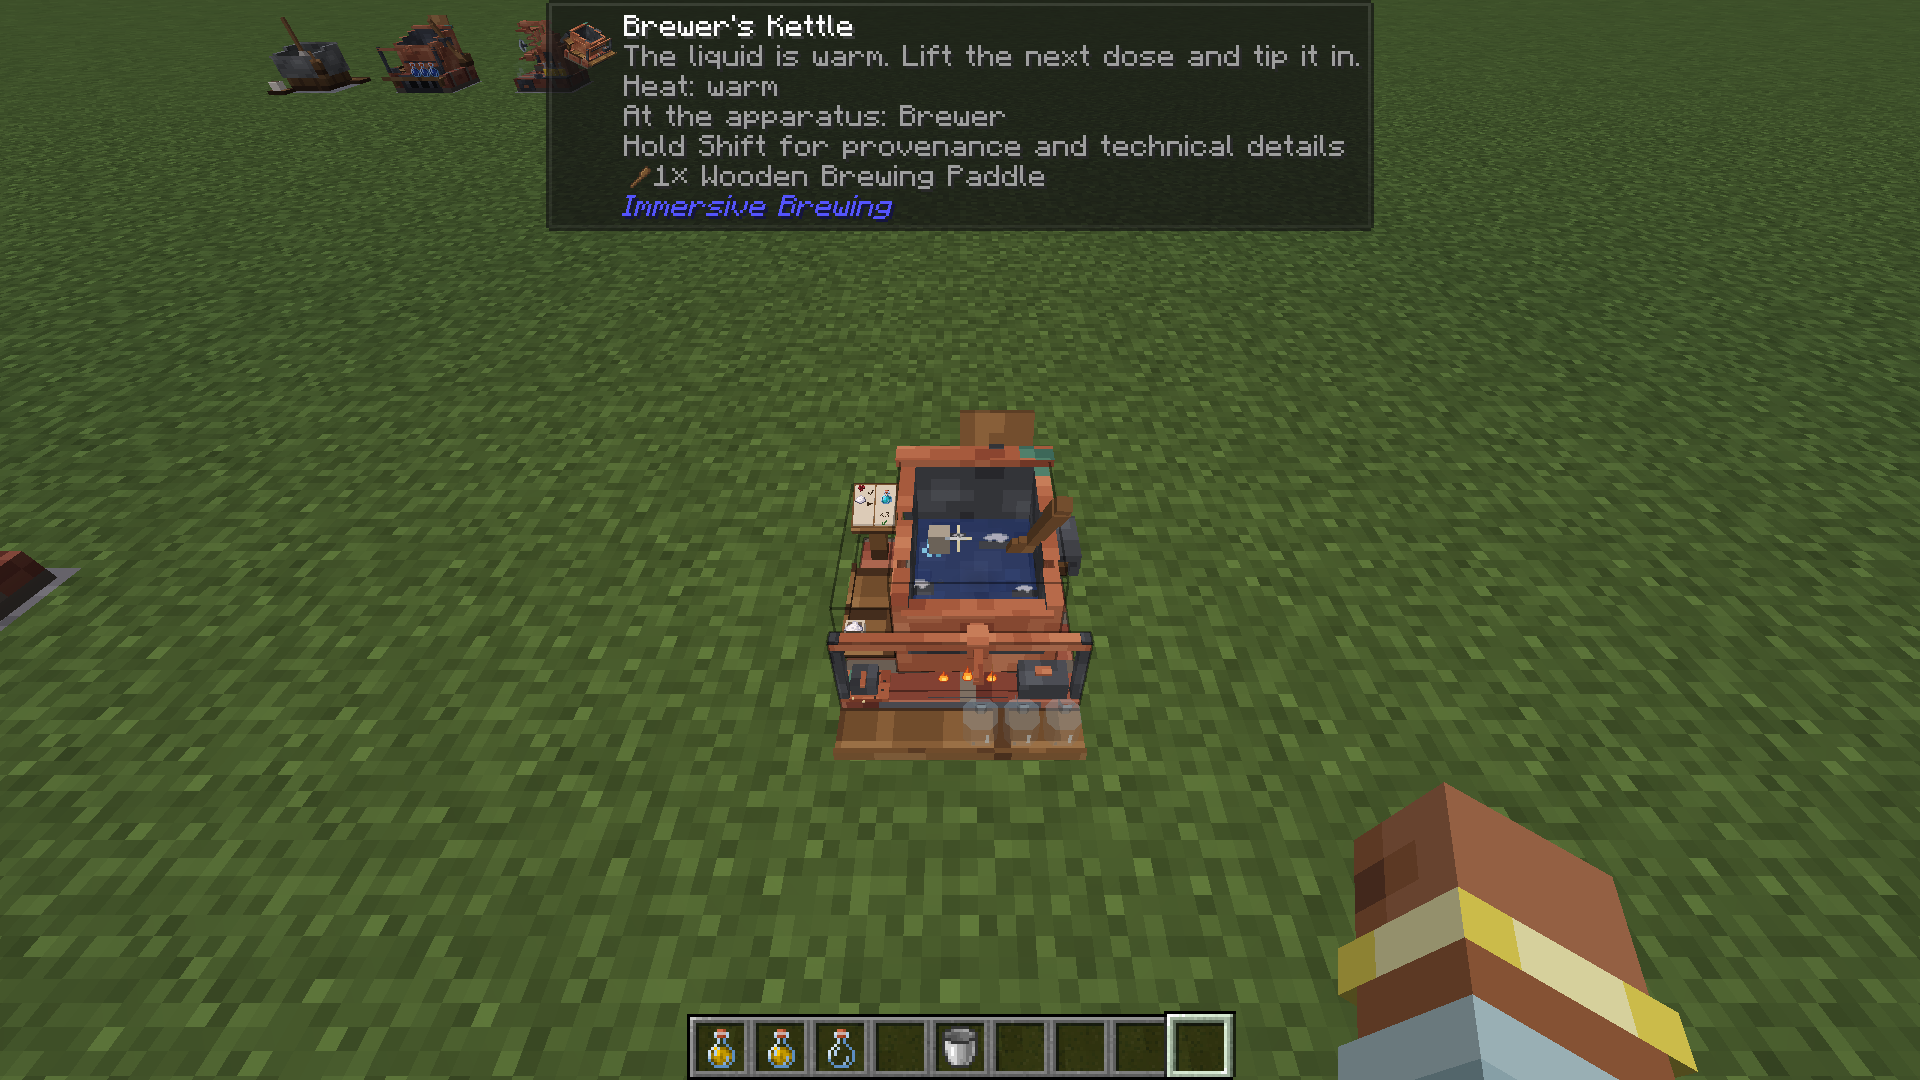 Brewer's Kettle
The liquid is warm. Lift the next dose and tip it in.
Heat: warm
At the apparatus: Brewer
Hold Shift for provenance and technical details
1× Wooden Brewing Paddle
Immersive Brewing